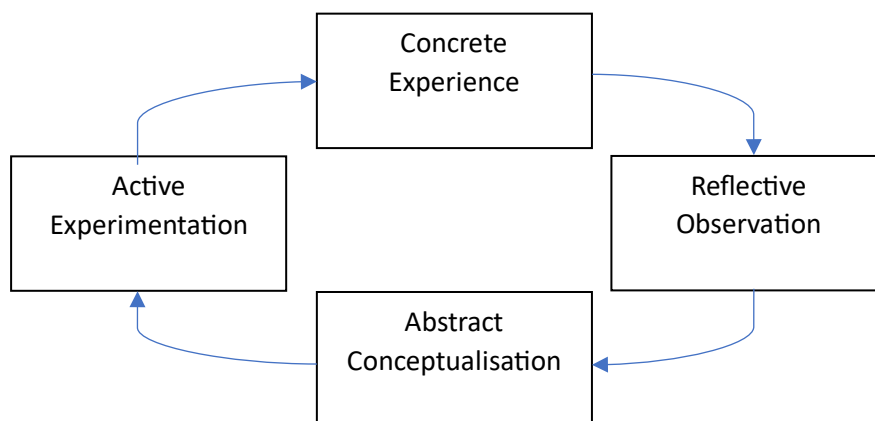 Concrete
Experience
Reflective
Observation
Abstract
Conceptualisation
Active
Experimentation